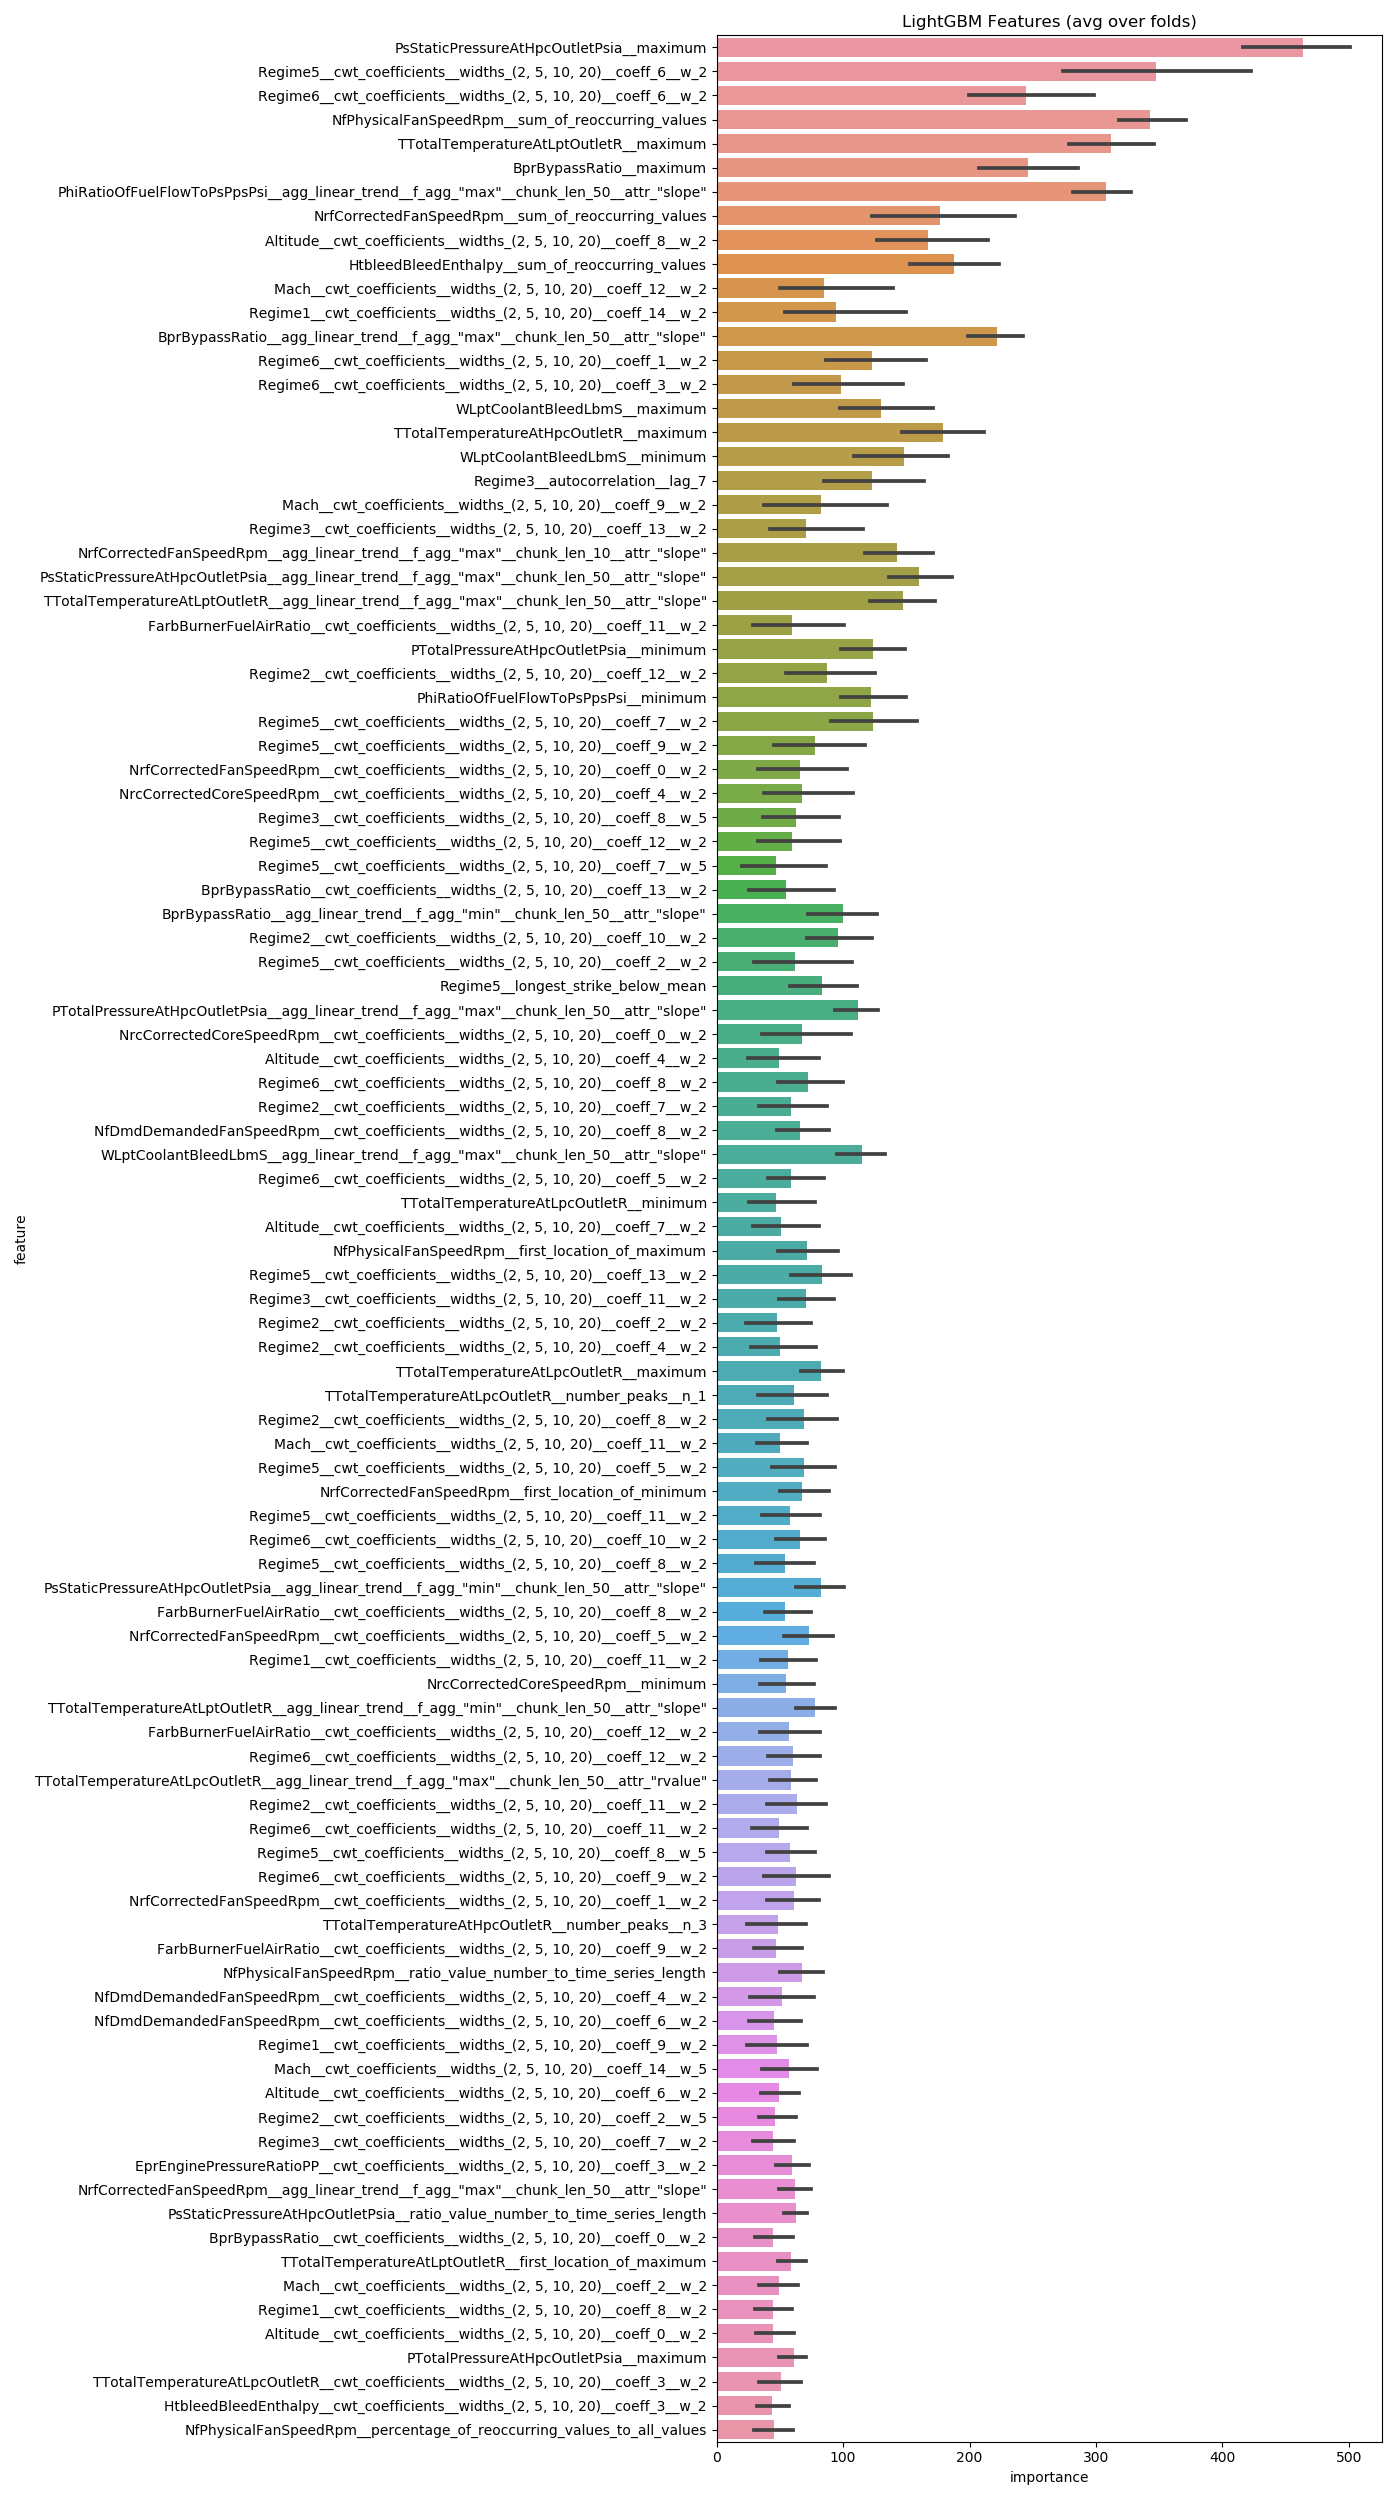 LightGBM Features (avg over folds)
PsStaticPressureAtHpcOutletPsia__maximum
Regime5__cwt_coefficients__widths_(2, 5, 10, 20)__coeff_6__w_2
Regime6__cwt_coefficients__widths_(2, 5, 10, 20)__coeff_6__w_2
NfPhysicalFanSpeedRpm__sum_of_reoccurring_values
TTotalTemperatureAtLptOutletR__maximum
BprBypassRatio__maximum
PhiRatioOfFuelFlowToPsPpsPsi__agg_linear_trend__f_agg_"max"__chunk_len_50__attr_"slope"
NrfCorrectedFanSpeedRpm__sum_of_reoccurring_values
Altitude__cwt_coefficients__widths_(2, 5, 10, 20)__coeff_8__w_2
HtbleedBleedEnthalpy__sum_of_reoccurring_values
Mach__cwt_coefficients__widths_(2, 5, 10, 20)__coeff_12__w_2
Regime1__cwt_coefficients__widths_(2, 5, 10, 20)__coeff_14__w_2
BprBypassRatio__agg_linear_trend__f_agg_"max"__chunk_len_50__attr_"slope"
Regime6__cwt_coefficients__widths_(2, 5, 10, 20)__coeff_1__w_2
Regime6__cwt_coefficients__widths_(2, 5, 10, 20)__coeff_3__w_2
WLptCoolantBleedLbmS__maximum
TTotalTemperatureAtHpcOutletR__maximum
WLptCoolantBleedLbmS__minimum
Regime3__autocorrelation__lag_7
Mach__cwt_coefficients__widths_(2, 5, 10, 20)__coeff_9__w_2
Regime3__cwt_coefficients__widths_(2, 5, 10, 20)__coeff_13__w_2
NrfCorrectedFanSpeedRpm__agg_linear_trend__f_agg_"max"__chunk_len_10__attr_"slope"
PsStaticPressureAtHpcOutletPsia__agg_linear_trend__f_agg_"max"__chunk_len_50__attr_"slope"
TTotalTemperatureAtLptOutletR__agg_linear_trend__f_agg_"max"__chunk_len_50__attr_"slope"
FarbBurnerFuelAirRatio__cwt_coefficients__widths_(2, 5, 10, 20)__coeff_11__w_2
PTotalPressureAtHpcOutletPsia__minimum
Regime2__cwt_coefficients__widths_(2, 5, 10, 20)__coeff_12__w_2
PhiRatioOfFuelFlowToPsPpsPsi__minimum
Regime5__cwt_coefficients__widths_(2, 5, 10, 20)__coeff_7__w_2
Regime5__cwt_coefficients__widths_(2, 5, 10, 20)__coeff_9__w_2
NrfCorrectedFanSpeedRpm__cwt_coefficients__widths_(2, 5, 10, 20)__coeff_0__w_2
NrcCorrectedCoreSpeedRpm__cwt_coefficients__widths_(2, 5, 10, 20)__coeff_4__w_2
Regime3__cwt_coefficients__widths_(2, 5, 10, 20)__coeff_8__w_5
Regime5__cwt_coefficients__widths_(2, 5, 10, 20)__coeff_12__w_2
Regime5__cwt_coefficients__widths_(2, 5, 10, 20)__coeff_7__w_5
BprBypassRatio__cwt_coefficients__widths_(2, 5, 10, 20)__coeff_13__w_2
BprBypassRatio__agg_linear_trend__f_agg_"min"__chunk_len_50__attr_"slope"
Regime2__cwt_coefficients__widths_(2, 5, 10, 20)__coeff_10__w_2
Regime5__cwt_coefficients__widths_(2, 5, 10, 20)__coeff_2__w_2
Regime5__longest_strike_below_mean
PTotalPressureAtHpcOutletPsia__agg_linear_trend__f_agg_"max"__chunk_len_50__attr_"slope"
NrcCorrectedCoreSpeedRpm__cwt_coefficients__widths_(2, 5, 10, 20)__coeff_0__w_2
Altitude__cwt_coefficients__widths_(2, 5, 10, 20)__coeff_4__w_2
Regime6__cwt_coefficients__widths_(2, 5, 10, 20)__coeff_8__w_2
Regime2__cwt_coefficients__widths_(2, 5, 10, 20)__coeff_7__w_2
NfDmdDemandedFanSpeedRpm__cwt_coefficients__widths_(2, 5, 10, 20)__coeff_8__w_2
WLptCoolantBleedLbmS__agg_linear_trend__f_agg_"max"__chunk_len_50__attr_"slope"
Regime6__cwt_coefficients__widths_(2, 5, 10, 20)__coeff_5__w_2
TTotalTemperatureAtLpcOutletR__minimum
Altitude__cwt_coefficients__widths_(2, 5, 10, 20)__coeff_7__w_2
NfPhysicalFanSpeedRpm__first_location_of_maximum
Regime5__cwt_coefficients__widths_(2, 5, 10, 20)__coeff_13__w_2
Regime3__cwt_coefficients__widths_(2, 5, 10, 20)__coeff_11__w_2
Regime2__cwt_coefficients__widths_(2, 5, 10, 20)__coeff_2__w_2
Regime2__cwt_coefficients__widths_(2, 5, 10, 20)__coeff_4__w_2
TTotalTemperatureAtLpcOutletR__maximum
TTotalTemperatureAtLpcOutletR__number_peaks__n_1
Regime2__cwt_coefficients__widths_(2, 5, 10, 20)__coeff_8__w_2
Mach__cwt_coefficients__widths_(2, 5, 10, 20)__coeff_11__w_2
Regime5__cwt_coefficients__widths_(2, 5, 10, 20)__coeff_5__w_2
NrfCorrectedFanSpeedRpm__first_location_of_minimum
Regime5__cwt_coefficients__widths_(2, 5, 10, 20)__coeff_11__w_2
Regime6__cwt_coefficients__widths_(2, 5, 10, 20)__coeff_10__w_2
Regime5__cwt_coefficients__widths_(2, 5, 10, 20)__coeff_8__w_2
PsStaticPressureAtHpcOutletPsia__agg_linear_trend__f_agg_"min"__chunk_len_50__attr_"slope"
FarbBurnerFuelAirRatio__cwt_coefficients__widths_(2, 5, 10, 20)__coeff_8__w_2
NrfCorrectedFanSpeedRpm__cwt_coefficients__widths_(2, 5, 10, 20)__coeff_5__w_2
Regime1__cwt_coefficients__widths_(2, 5, 10, 20)__coeff_11__w_2
NrcCorrectedCoreSpeedRpm__minimum
TTotalTemperatureAtLptOutletR__agg_linear_trend__f_agg_"min"__chunk_len_50__attr_"slope"
FarbBurnerFuelAirRatio__cwt_coefficients__widths_(2, 5, 10, 20)__coeff_12__w_2
Regime6__cwt_coefficients__widths_(2, 5, 10, 20)__coeff_12__w_2
TTotalTemperatureAtLpcOutletR__agg_linear_trend__f_agg_"max"__chunk_len_50__attr_"rvalue"
Regime2__cwt_coefficients__widths_(2, 5, 10, 20)__coeff_11__w_2
Regime6__cwt_coefficients__widths_(2, 5, 10, 20)__coeff_11__w_2
Regime5__cwt_coefficients__widths_(2, 5, 10, 20)__coeff_8__w_5
Regime6__cwt_coefficients__widths_(2, 5, 10, 20)__coeff_9__w_2
NrfCorrectedFanSpeedRpm__cwt_coefficients__widths_(2, 5, 10, 20)__coeff_1__w_2
TTotalTemperatureAtHpcOutletR__number_peaks__n_3
FarbBurnerFuelAirRatio__cwt_coefficients__widths_(2, 5, 10, 20)__coeff_9__w_2
NfPhysicalFanSpeedRpm__ratio_value_number_to_time_series_length
NfDmdDemandedFanSpeedRpm__cwt_coefficients__widths_(2, 5, 10, 20)__coeff_4__w_2
NfDmdDemandedFanSpeedRpm__cwt_coefficients__widths_(2, 5, 10, 20)__coeff_6__w_2
Regime1__cwt_coefficients__widths_(2, 5, 10, 20)__coeff_9__w_2
Mach__cwt_coefficients__widths_(2, 5, 10, 20)__coeff_14__w_5
Altitude__cwt_coefficients__widths_(2, 5, 10, 20)__coeff_6__w_2
Regime2__cwt_coefficients__widths_(2, 5, 10, 20)__coeff_2__w_5
Regime3__cwt_coefficients__widths_(2, 5, 10, 20)__coeff_7__w_2
EprEnginePressureRatioPP__cwt_coefficients__widths_(2, 5, 10, 20)__coeff_3__w_2
NrfCorrectedFanSpeedRpm__agg_linear_trend__f_agg_"max"__chunk_len_50__attr_"slope"
PsStaticPressureAtHpcOutletPsia__ratio_value_number_to_time_series_length
BprBypassRatio__cwt_coefficients__widths_(2, 5, 10, 20)__coeff_0__w_2
TTotalTemperatureAtLptOutletR__first_location_of_maximum
Mach__cwt_coefficients__widths_(2, 5, 10, 20)__coeff_2__w_2
Regime1__cwt_coefficients__widths_(2, 5, 10, 20)__coeff_8__w_2
Altitude__cwt_coefficients__widths_(2, 5, 10, 20)__coeff_0__w_2
PTotalPressureAtHpcOutletPsia__maximum
TTotalTemperatureAtLpcOutletR__cwt_coefficients__widths_(2, 5, 10, 20)__coeff_3__w_2
HtbleedBleedEnthalpy__cwt_coefficients__widths_(2, 5, 10, 20)__coeff_3__w_2
NfPhysicalFanSpeedRpm__percentage_of_reoccurring_values_to_all_values
feature
0 100 200 300 400 500
importance